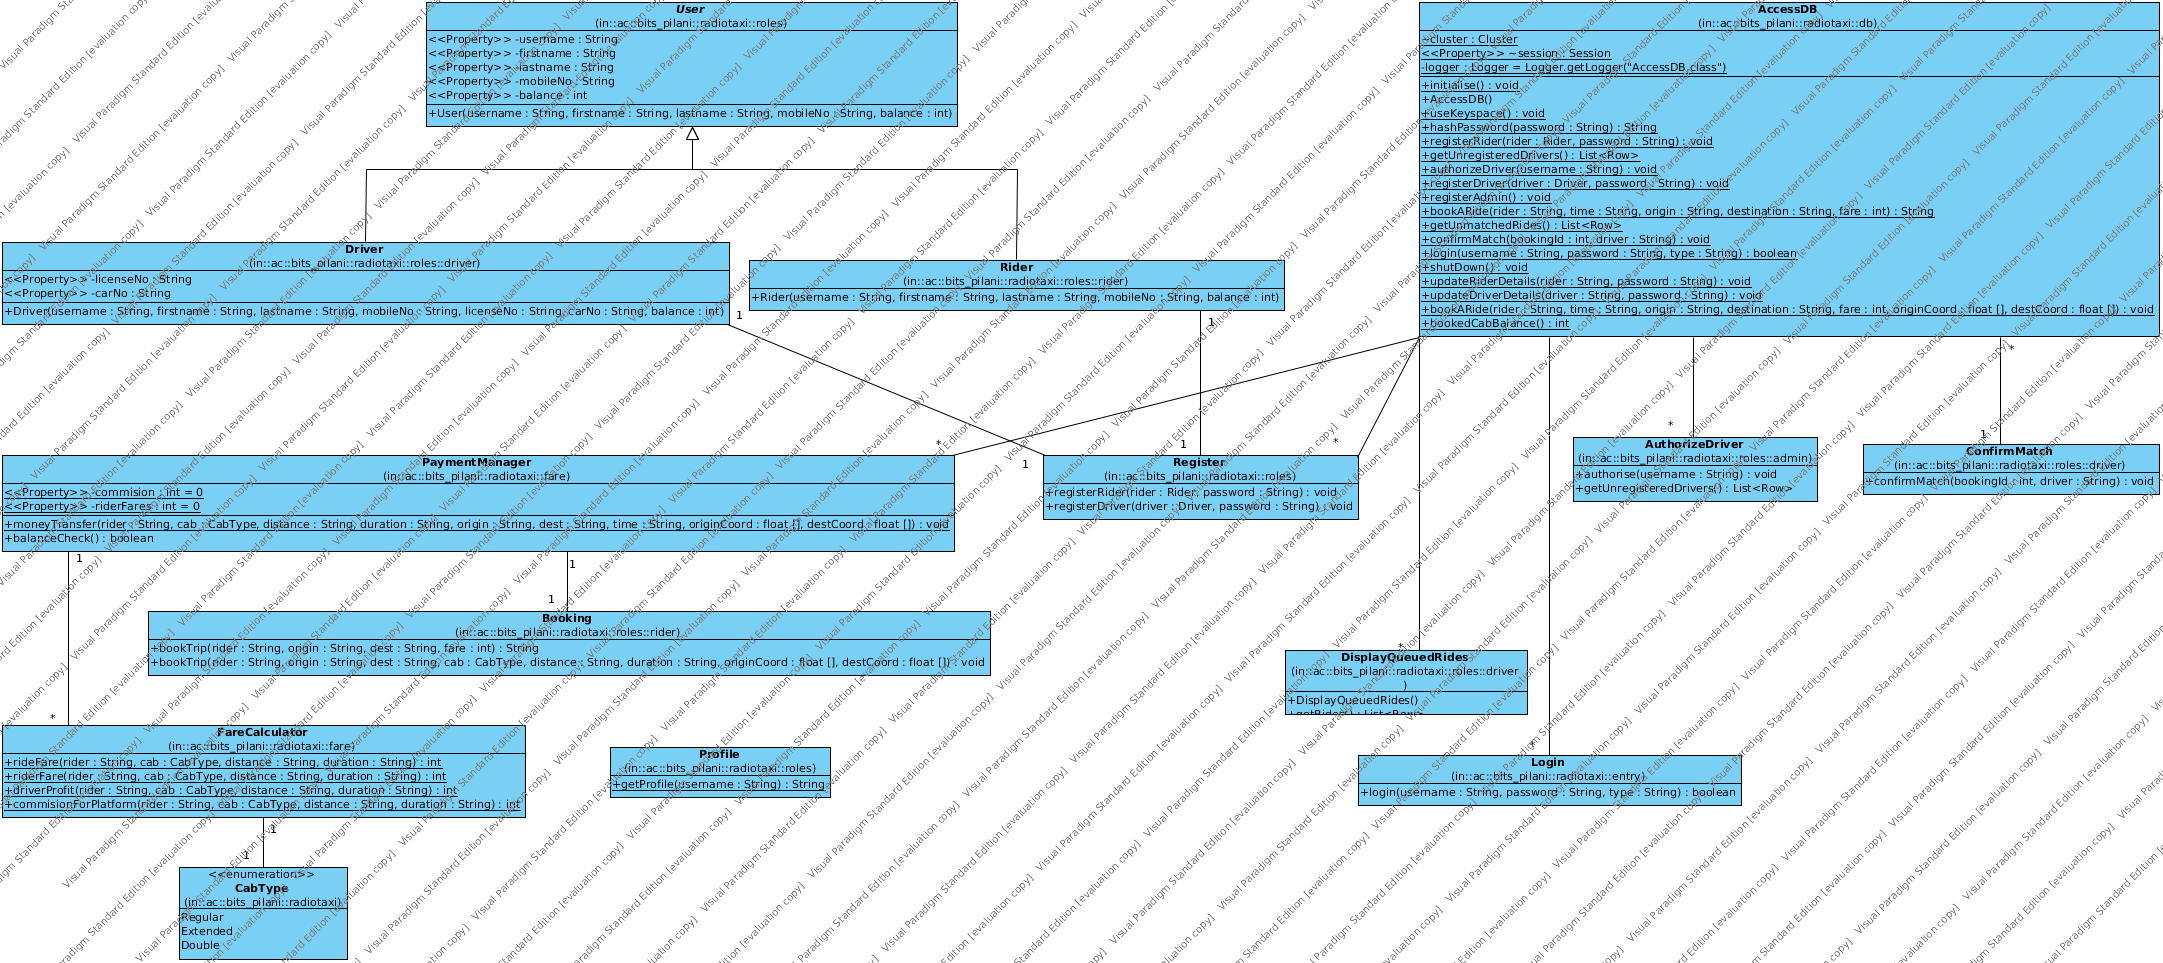 User
(in::ac::bits_pilani::radiotaxi::roles)
<<Property>> -username : String
<<Property>> -firstname : String
<<Property>> -lastname : String
<<Property>> -mobileNo : String
<<Property>> -balance : int
+User(username : String, firstname : String, lastname : String, mobileNo : String, balance : int)
AccessDB
(in::ac::bits_pilani::radiotaxi::db)
~cluster : Cluster
<<Property>> ~session : Session
-logger : Logger = Logger.getLogger("AccessDB.class")
+initialise() : void
+AccessDB()
+useKeyspace() : void
+hashPassword(password : String) : String
+registerRider(rider : Rider, password : String) : void
+getUnregisteredDrivers() : List<Row>
+authorizeDriver(username : String) : void
+registerDriver(driver : Driver, password : String) : void
+registerAdmin() : void
+bookARide(rider : String, time : String, origin : String, destination : String, fare : int) : String
+getUnmatchedRides() : List<Row>
+confirmMatch(bookingId : int, driver : String) : void
+login(username : String, password : String, type : String) : boolean
+shutDown() : void
+updateRiderDetails(rider : String, password : String) : void
+updateDriverDetails(driver : String, password : String) : void
+bookARide(rider : String, time : String, origin : String, destination : String, fare : int, originCoord : float [], destCoord : float []) : void
+bookedCabBalance() : int
Driver
(in::ac::bits_pilani::radiotaxi::roles::driver)
<<Property>> -licenseNo : String
<<Property>> -carNo : String
+Driver(username : String, firstname : String, lastname : String, mobileNo : String, licenseNo : String, carNo : String, balance : int)
Rider
(in::ac::bits_pilani::radiotaxi::roles::rider)
+Rider(username : String, firstname : String, lastname : String, mobileNo : String, balance : int)
1
1
*
*
1
1
*
*
1
PaymentManager
(in::ac::bits_pilani::radiotaxi::fare)
<<Property>> -commision : int = 0
<<Property>> -riderFares : int = 0
+moneyTransfer(rider : String, cab : CabType, distance : String, duration : String, origin : String, dest : String, time : String, originCoord : float [], destCoord : float []) : void
+balanceCheck() : boolean
Register
(in::ac::bits_pilani::radiotaxi::roles)
+registerRider(rider : Rider, password : String) : void
+registerDriver(driver : Driver, password : String) : void
AuthorizeDriver
(in::ac::bits_pilani::radiotaxi::roles::admin)
+authorise(username : String) : void
+getUnregisteredDrivers() : List<Row>
ConfirmMatch
(in::ac::bits_pilani::radiotaxi::roles::driver)
+confirmMatch(bookingId : int, driver : String) : void
1
1
1
Booking
(in::ac::bits_pilani::radiotaxi::roles::rider)
+bookTrip(rider : String, origin : String, dest : String, fare : int) : String
+bookTrip(rider : String, origin : String, dest : String, cab : CabType, distance : String, duration : String, originCoord : float [], destCoord : float []) : void
*
DisplayQueuedRides
(in::ac::bits_pilani::radiotaxi::roles::driver
)
+DisplayQueuedRides()
+getRides() : List<Row>
*
FareCalculator
(in::ac::bits_pilani::radiotaxi::fare)
+rideFare(rider : String, cab : CabType, distance : String, duration : String) : int
+riderFare(rider : String, cab : CabType, distance : String, duration : String) : int
+driverProfit(rider : String, cab : CabType, distance : String, duration : String) : int
+commisionForPlatform(rider : String, cab : CabType, distance : String, duration : String) : int
Profile
(in::ac::bits_pilani::radiotaxi::roles)
+getProfile(username : String) : String
*
Login
(in::ac::bits_pilani::radiotaxi::entry)
+login(username : String, password : String, type : String) : boolean
1
1
<<enumeration>>
CabType
(in::ac::bits_pilani::radiotaxi)
Regular
Extended
Double
Visual Paradigm Standard Edition [evaluation copy]